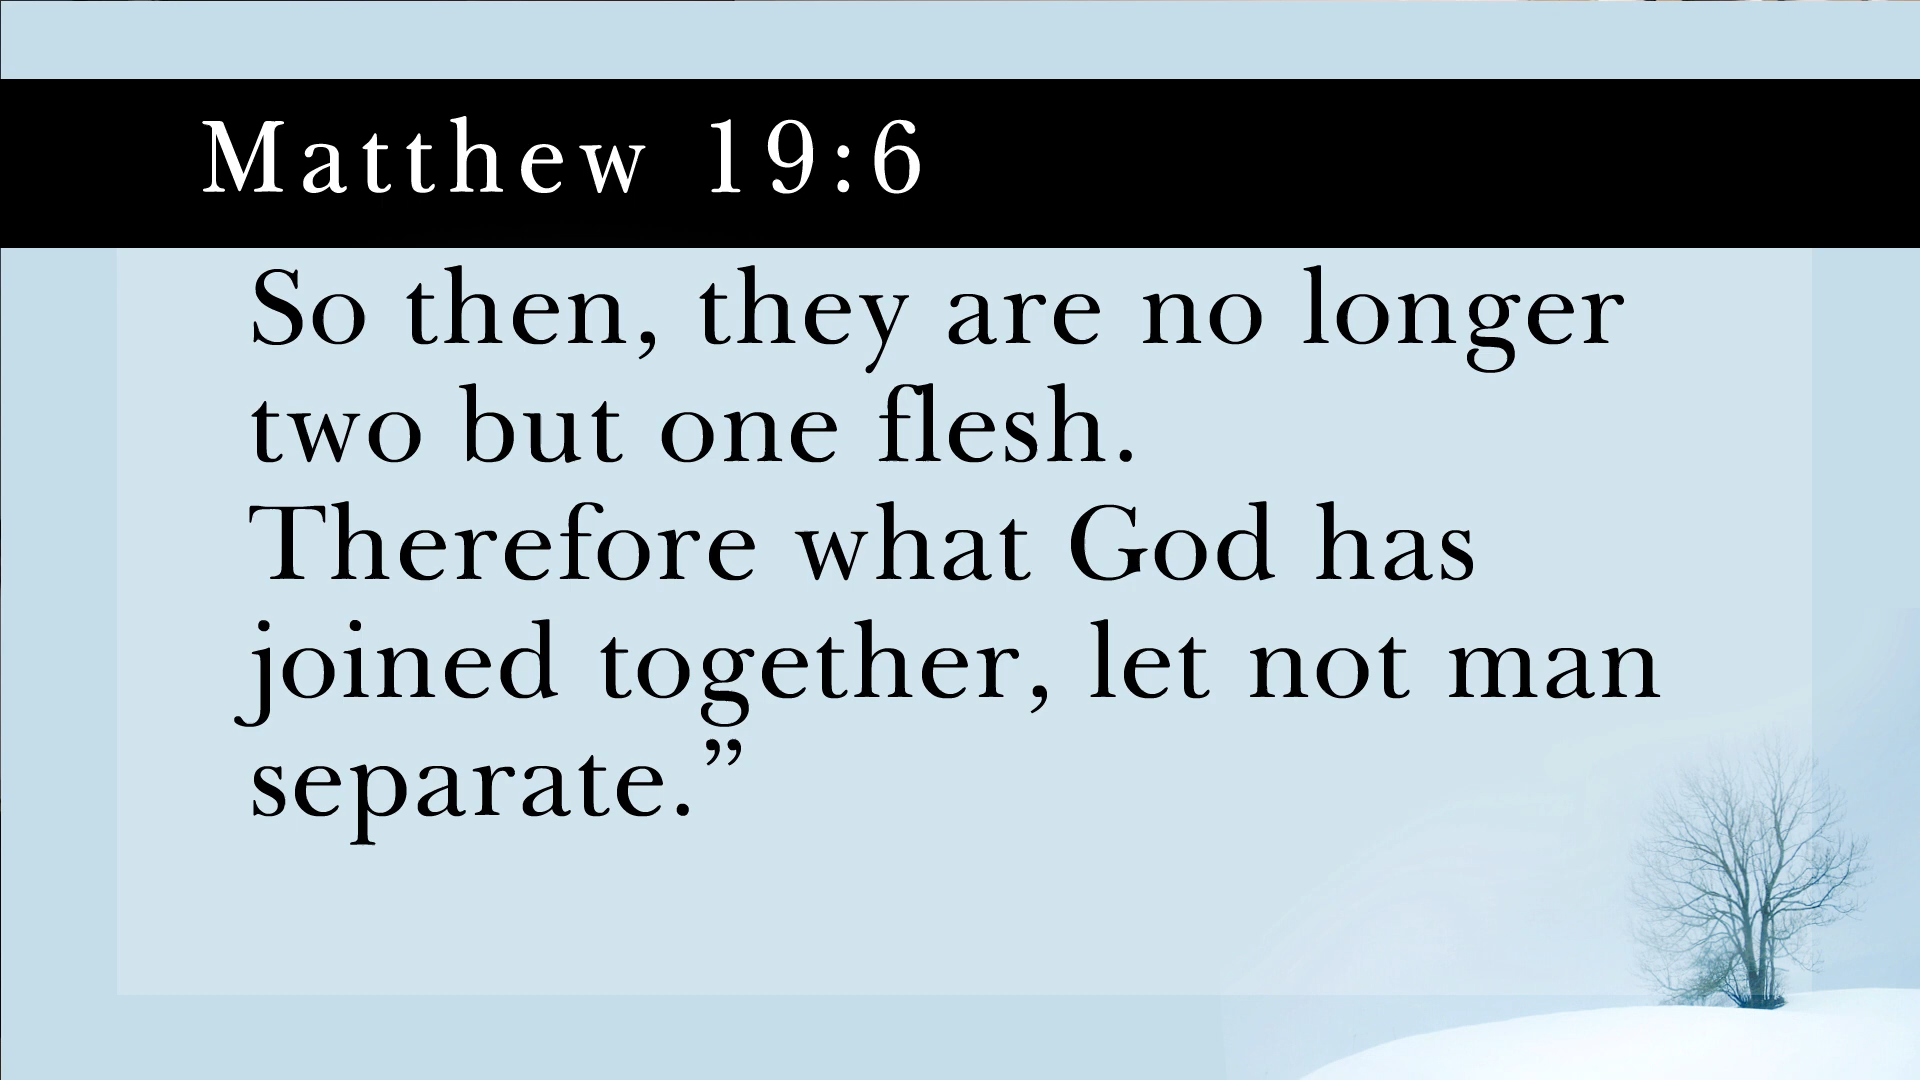 Matthew 19:6
So then, they are no longer
two but one flesh.
Therefore what God has
joined together, let not man
separate.”